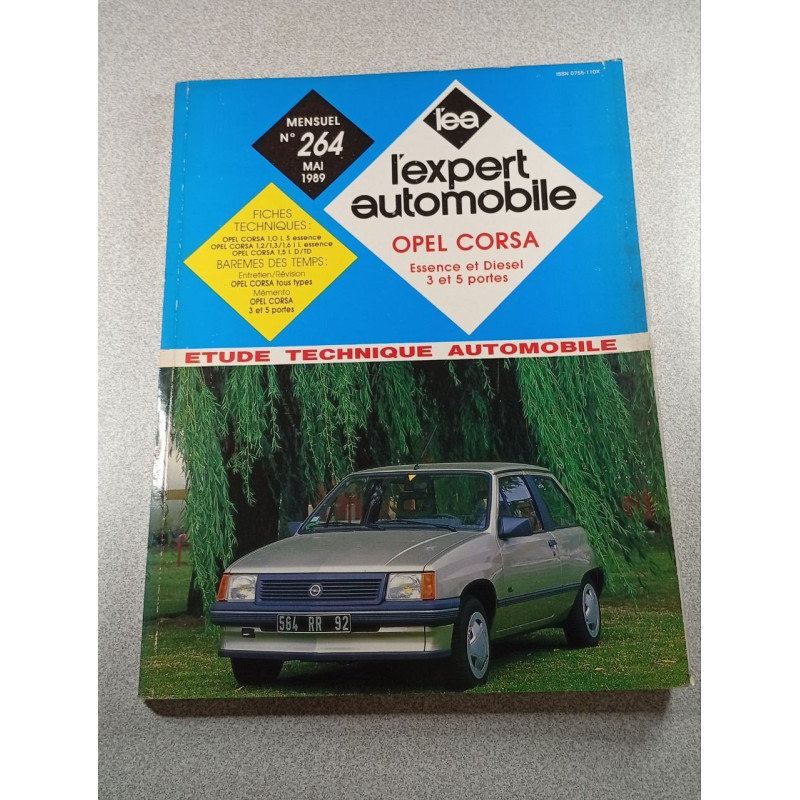 ISSN 0755-110X
MENSUEL
N° 264
MAI
1989
l'ea
l'expert
automobile
OPEL CORSA
Essence et Diesel
3 et 5 portes
FICHES
TECHNIQUES :
OPEL CORSA 1,0 l. S essence
OPEL CORSA 1,2/1,3/1,6 i l. essence
OPEL CORSA 1,5 l. D/TD
BAREMES DES TEMPS :
Entretien/Révision
OPEL CORSA tous types
Mémento
OPEL CORSA
3 et 5 portes
ETUDE TECHNIQUE AUTOMOBILE
564 RR 92